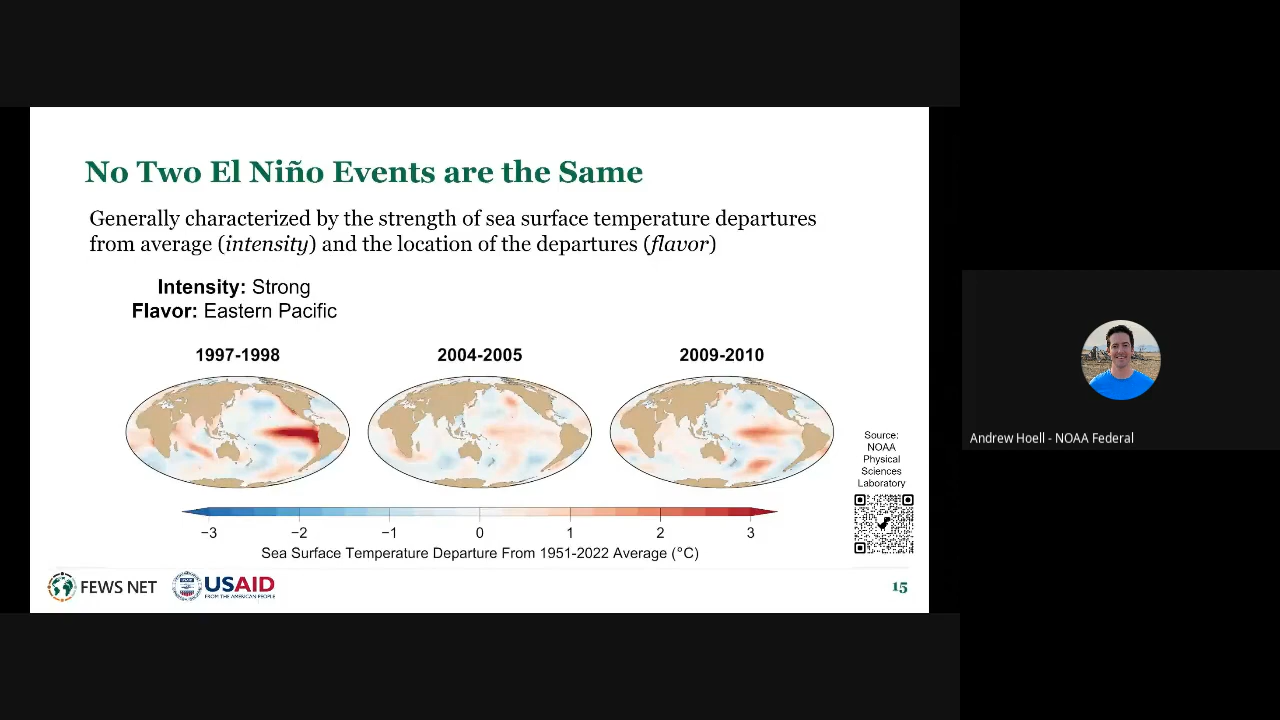 No Two El Niño Events are the Same
Generally characterized by the strength of sea surface temperature departures
from average (intensity) and the location of the departures (flavor)
Intensity: Strong
Flavor: Eastern Pacific
1997-1998
2004-2005
2009-2010
Source:
NOAA
Physical
Sciences
Laboratory
−3 −2 −1 0 1 2 3
Sea Surface Temperature Departure From 1951-2022 Average (°C)
FEWS NET
USAID
FROM THE AMERICAN PEOPLE
15
Andrew Hoell - NOAA Federal